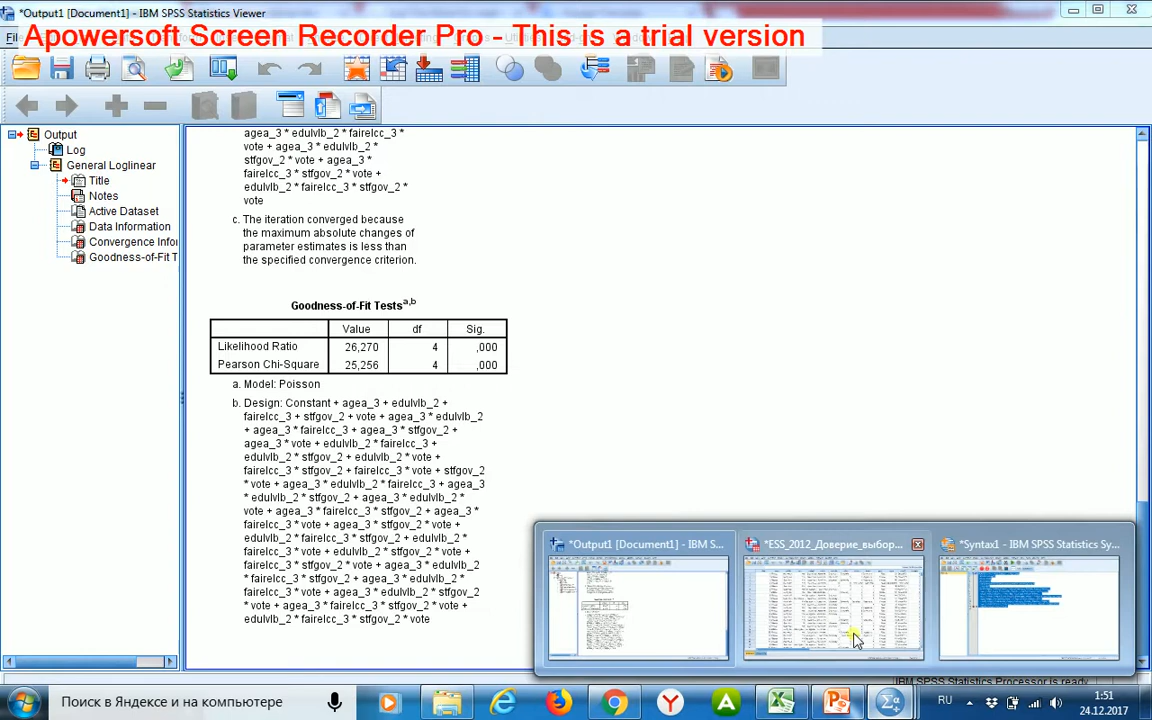 *Output1 [Document1] - IBM SPSS Statistics Viewer
Apowersoft Screen Recorder Pro - This is a trial version
Output
Log
General Loglinear
Title
Notes
Active Dataset
Data Information
Convergence Infor
Goodness-of-Fit T
agea_3 * edulvlb_2 * fairelcc_3 *
vote + agea_3 * edulvlb_2 *
stfgov_2 * vote + agea_3 *
fairelcc_3 * stfgov_2 * vote +
edulvlb_2 * fairelcc_3 * stfgov_2 *
vote
c. The iteration converged because
the maximum absolute changes of
parameter estimates is less than
the specified convergence criterion.
Goodness-of-Fit Tests a,b
Value df Sig.
Likelihood Ratio 26,270 4 ,000
Pearson Chi-Square 25,256 4 ,000
a. Model: Poisson
b. Design: Constant + agea_3 + edulvlb_2 +
fairelcc_3 + stfgov_2 + vote + agea_3 * edulvlb_2
+ agea_3 * fairelcc_3 + agea_3 * stfgov_2 +
agea_3 * vote + edulvlb_2 * fairelcc_3 +
edulvlb_2 * stfgov_2 + edulvlb_2 * vote +
fairelcc_3 * stfgov_2 + fairelcc_3 * vote + stfgov_2
* vote + agea_3 * edulvlb_2 * fairelcc_3 + agea_3
* edulvlb_2 * stfgov_2 + agea_3 * edulvlb_2 *
vote + agea_3 * fairelcc_3 * stfgov_2 + agea_3 *
fairelcc_3 * vote + agea_3 * stfgov_2 * vote +
edulvlb_2 * fairelcc_3 * stfgov_2 + edulvlb_2 *
fairelcc_3 * vote + edulvlb_2 * stfgov_2 * vote +
fairelcc_3 * stfgov_2 * vote + agea_3 * edulvlb_2
* fairelcc_3 * stfgov_2 + agea_3 * edulvlb_2 *
fairelcc_3 * vote + agea_3 * edulvlb_2 * stfgov_2
* vote + agea_3 * fairelcc_3 * stfgov_2 * vote +
edulvlb_2 * fairelcc_3 * stfgov_2 * vote
*Output1 [Document1] - IBM S...
*ESS_2012_Доверие_выбор...
*Syntax1 - IBM SPSS Statistics Sy...
IBM SPSS Statistics Processor is ready
Поиск в Яндексе и на компьютере
RU
1:51
24.12.2017